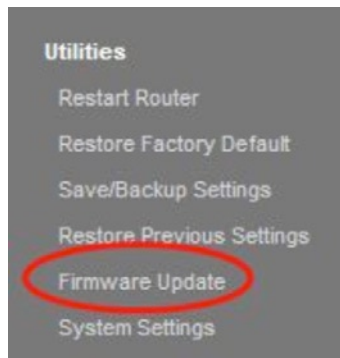 Utilities
Restart Router
Restore Factory Default
Save/Backup Settings
Restore Previous Settings
Firmware Update
System Settings